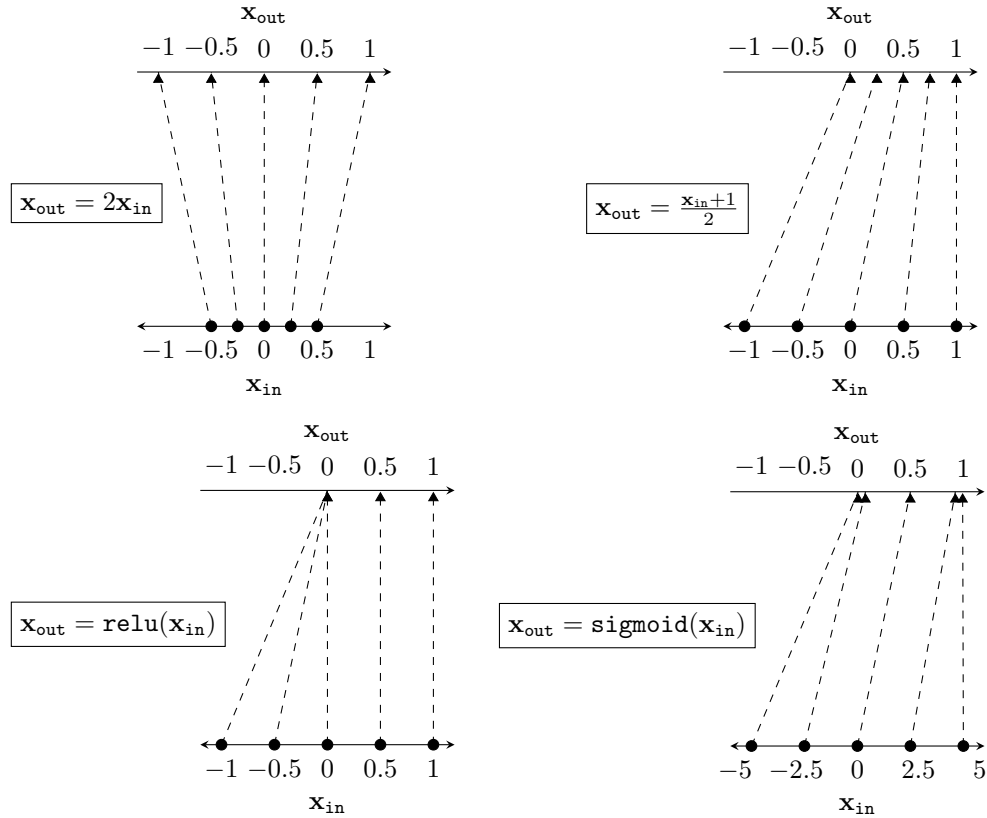 x_out
−1 −0.5 0 0.5 1
x_out = 2x_in
−1 −0.5 0 0.5 1
x_in
x_out
−1 −0.5 0 0.5 1
x_out = (x_in+1)/2
−1 −0.5 0 0.5 1
x_in
x_out
−1 −0.5 0 0.5 1
x_out = relu(x_in)
−1 −0.5 0 0.5 1
x_in
x_out
−1 −0.5 0 0.5 1
x_out = sigmoid(x_in)
−5 −2.5 0 2.5 5
x_in